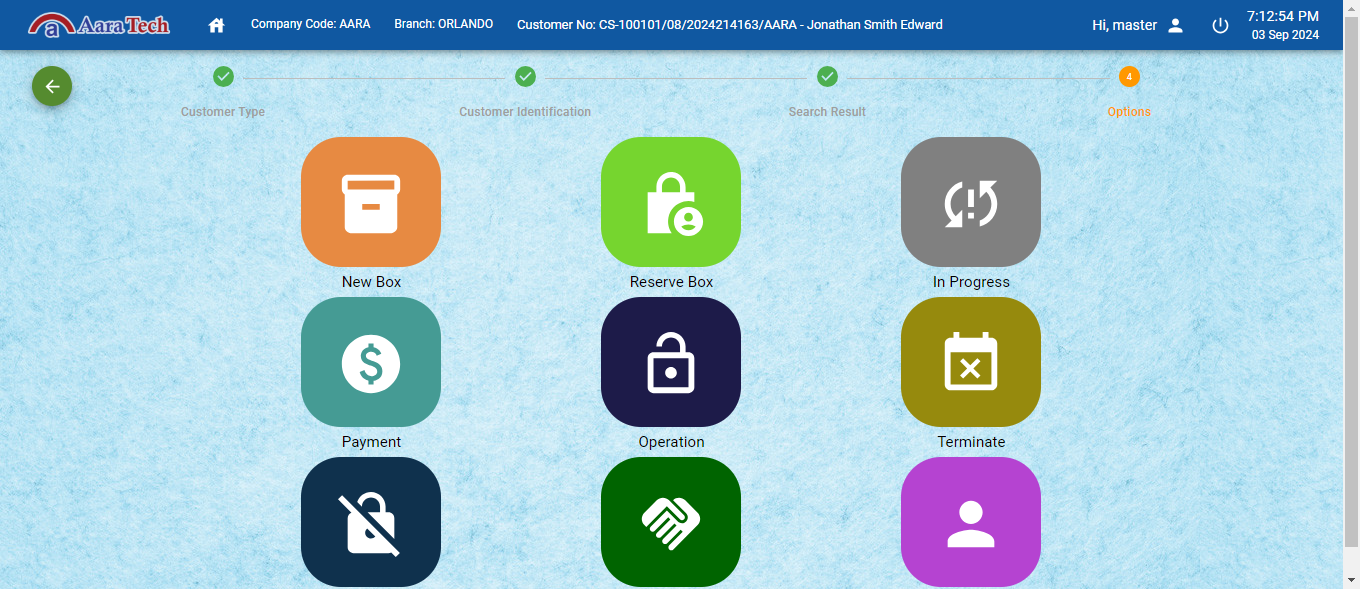 AaraTech
Company Code: AARA
Branch: ORLANDO
Customer No: CS-100101/08/2024214163/AARA - Jonathan Smith Edward
Hi, master
7:12:54 PM
03 Sep 2024
Customer Type
Customer Identification
Search Result
4
Options
New Box
Reserve Box
In Progress
Payment
Operation
Terminate